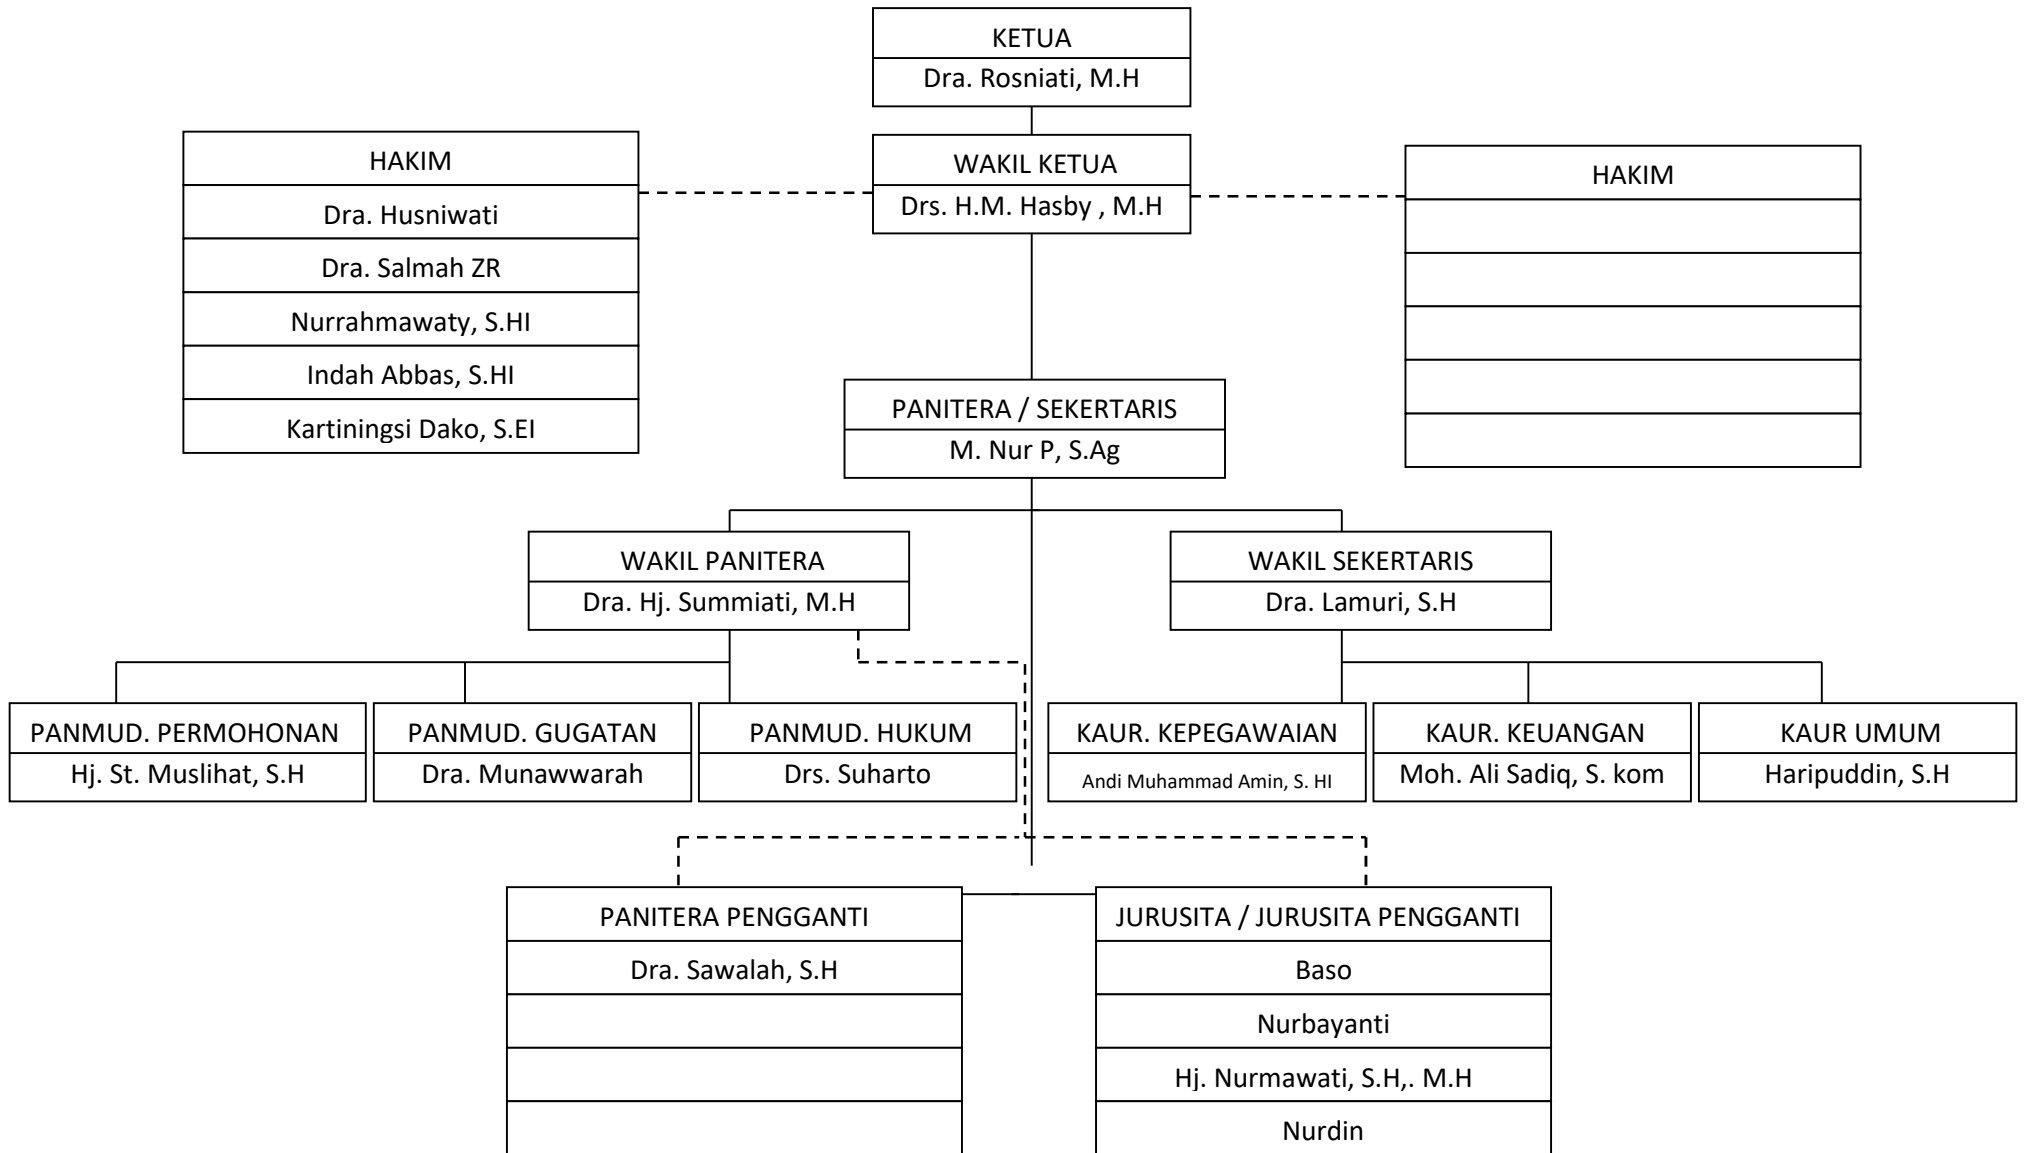 KETUA
Dra. Rosniati, M.H
HAKIM
Dra. Husniwati
Dra. Salmah ZR
Nurrahmawaty, S.HI
Indah Abbas, S.HI
Kartiningsi Dako, S.EI
WAKIL KETUA
Drs. H.M. Hasby , M.H
HAKIM
PANITERA / SEKERTARIS
M. Nur P, S.Ag
WAKIL PANITERA
Dra. Hj. Summiati, M.H
WAKIL SEKERTARIS
Dra. Lamuri, S.H
PANMUD. PERMOHONAN
Hj. St. Muslihat, S.H
PANMUD. GUGATAN
Dra. Munawwarah
PANMUD. HUKUM
Drs. Suharto
KAUR. KEPEGAWAIAN
Andi Muhammad Amin, S. HI
KAUR. KEUANGAN
Moh. Ali Sadiq, S. kom
KAUR UMUM
Haripuddin, S.H
PANITERA PENGGANTI
Dra. Sawalah, S.H
JURUSITA / JURUSITA PENGGANTI
Baso
Nurbayanti
Hj. Nurmawati, S.H,. M.H
Nurdin